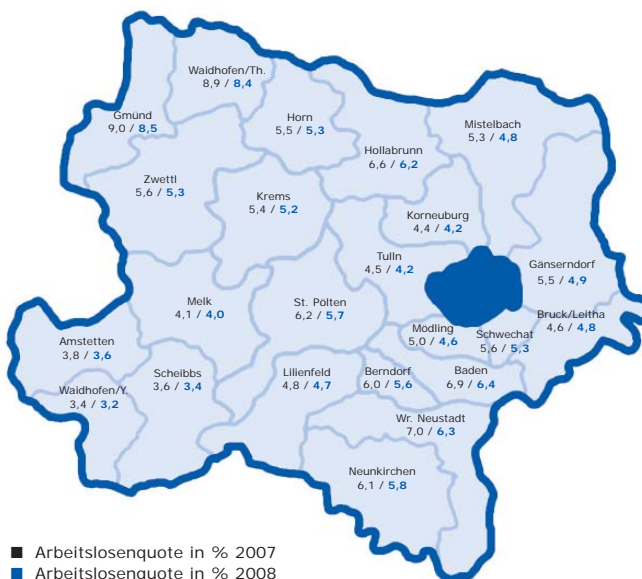 Waidhofen/Th.
8,9 / 8,4
Gmünd
9,0 / 8,5
Horn
5,5 / 5,3
Mistelbach
5,3 / 4,8
Hollabrunn
6,6 / 6,2
Zwettl
5,6 / 5,3
Krems
5,4 / 5,2
Korneuburg
4,4 / 4,2
Tulln
4,5 / 4,2
Gänserndorf
5,5 / 4,9
Melk
4,1 / 4,0
St. Pölten
6,2 / 5,7
Bruck/Leitha
4,6 / 4,8
Mödling
5,0 / 4,6
Schwechat
5,6 / 5,3
Amstetten
3,8 / 3,6
Scheibbs
3,6 / 3,4
Lilienfeld
4,8 / 4,7
Berndorf
6,0 / 5,6
Baden
6,9 / 6,4
Waidhofen/Y.
3,4 / 3,2
Wr. Neustadt
7,0 / 6,3
Neunkirchen
6,1 / 5,8
Arbeitslosenquote in % 2007
Arbeitslosenquote in % 2008